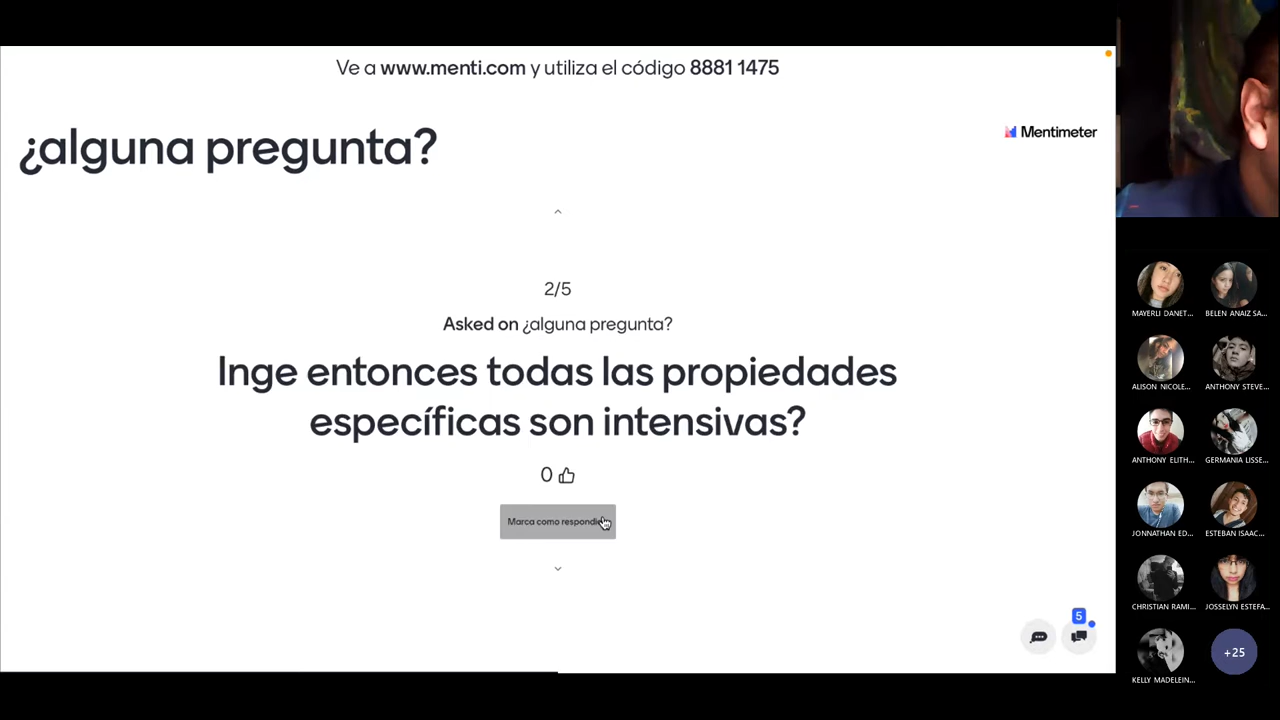 Ve a www.menti.com y utiliza el código 8881 1475
¿alguna pregunta?
Mentimeter
2/5
Asked on ¿alguna pregunta?
Inge entonces todas las propiedades
específicas son intensivas?
0
Marca como
5
MAYERLI DANET...
BELEN ANAIZ SA...
ALISON NICOLE...
ANTHONY STEVE...
ANTHONY ELITH...
GERMANIA LISSE...
JONNATHAN ED...
ESTEBAN ISAAC...
CHRISTIAN RAMI...
JOSSELYN ESTEFA...
KELLY MADELEIN...
+25